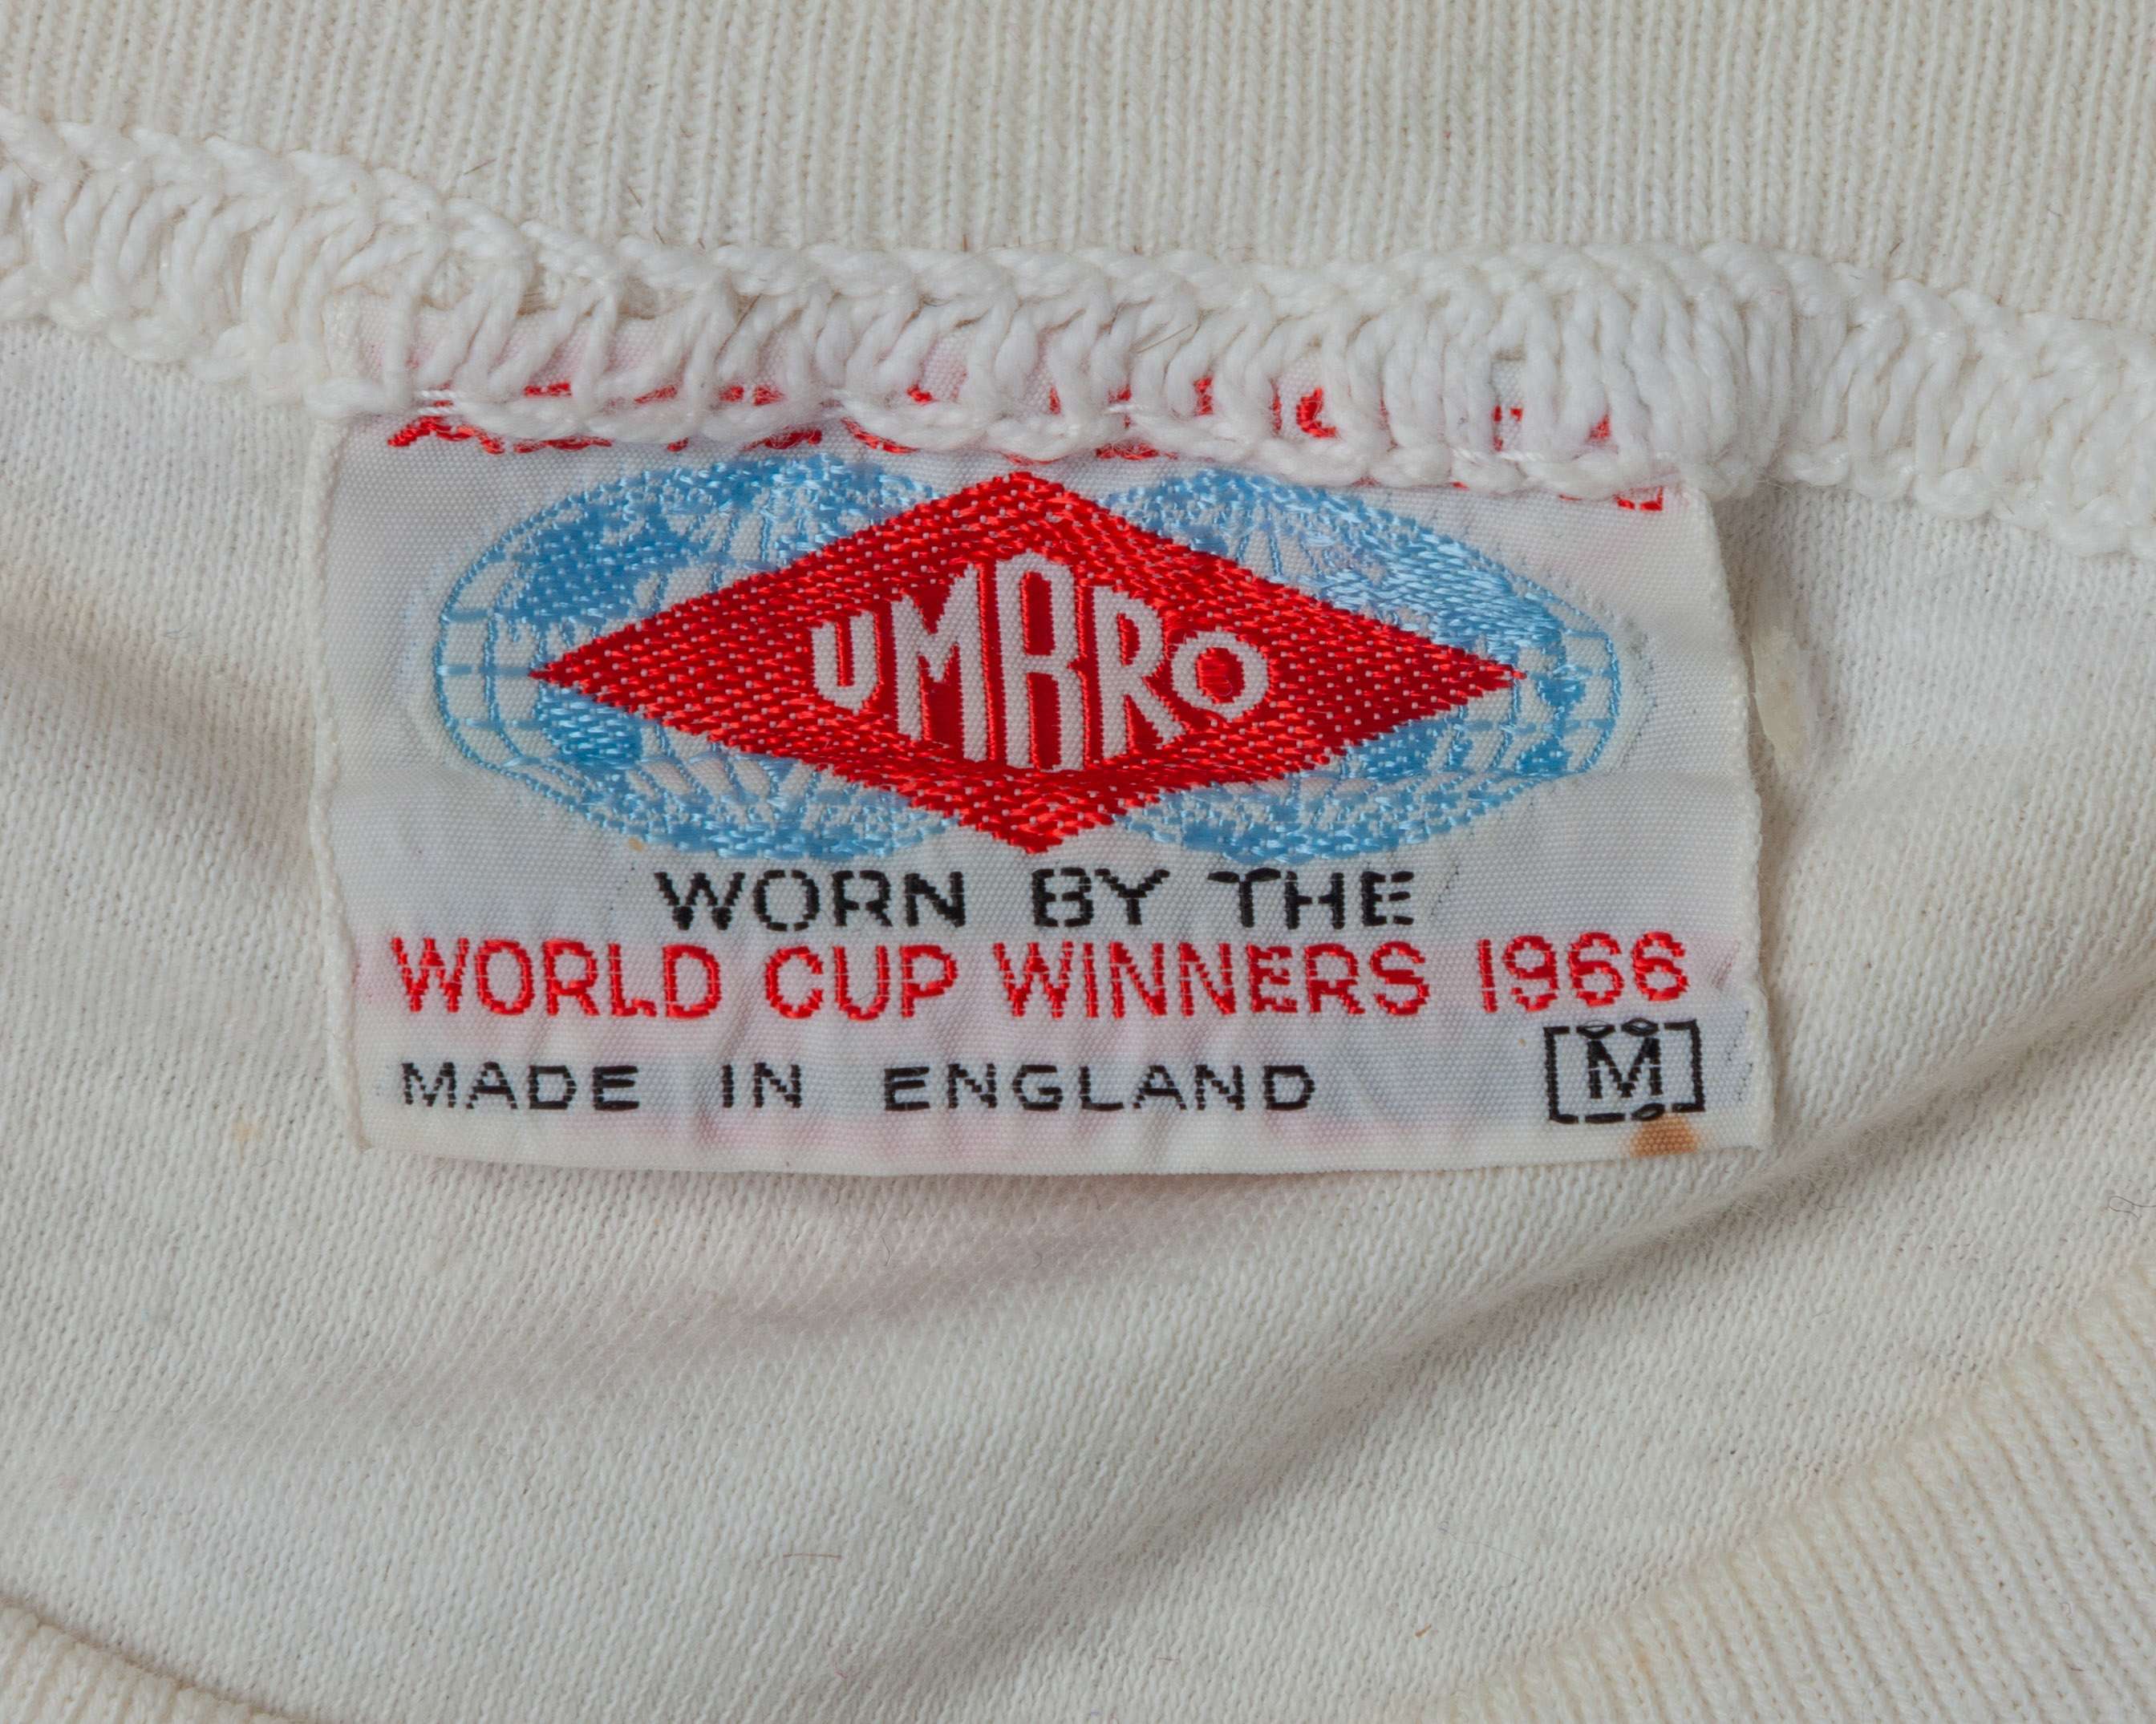 UMBRO
WORN BY THE
WORLD CUP WINNERS 1966
MADE IN ENGLAND
M